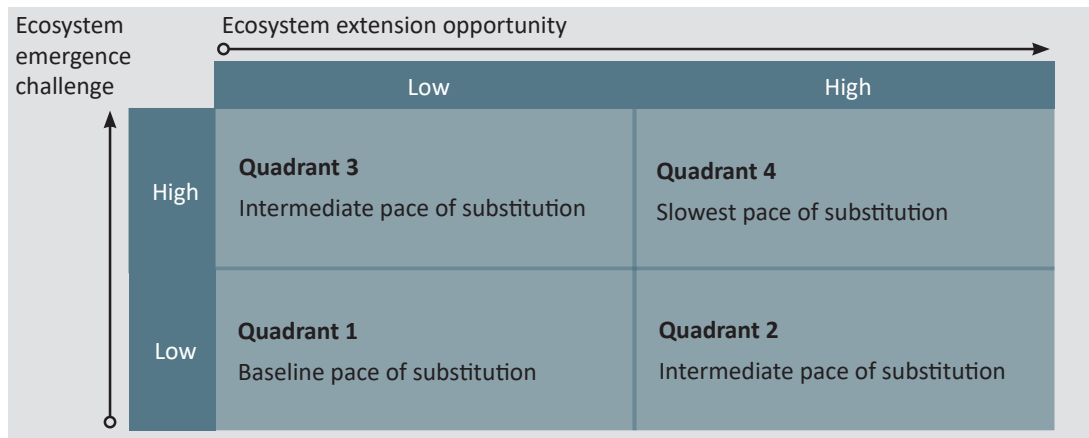 Ecosystem
emergence
challenge
Ecosystem extension opportunity
Low
High
High
Quadrant 3
Intermediate pace of substitution
Quadrant 4
Slowest pace of substitution
Low
Quadrant 1
Baseline pace of substitution
Quadrant 2
Intermediate pace of substitution